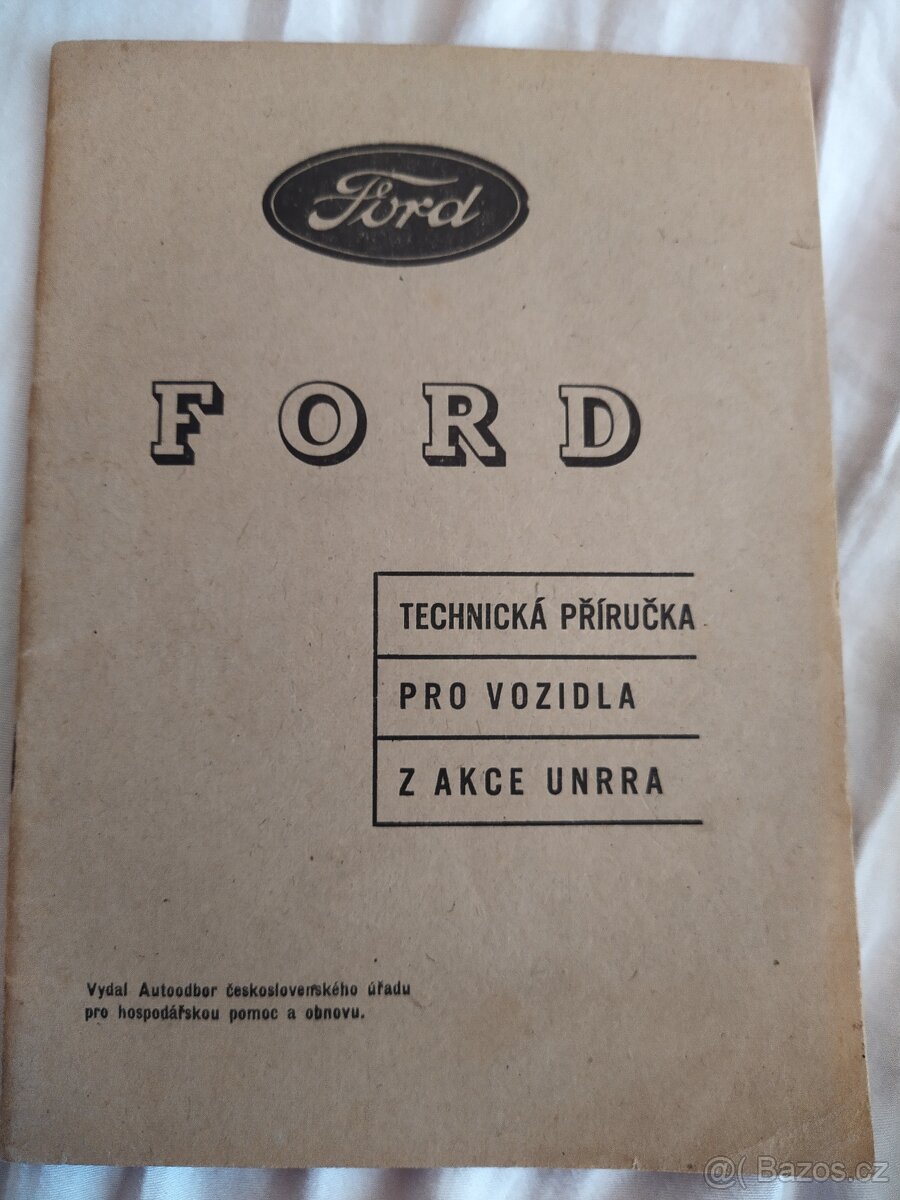 Ford
FORD
TECHNICKÁ PŘÍRUČKA
PRO VOZIDLA
Z AKCE UNRRA
Vydal Autoodbor československého úřadu
pro hospodářskou pomoc a obnovu.
@( Bazos.cz